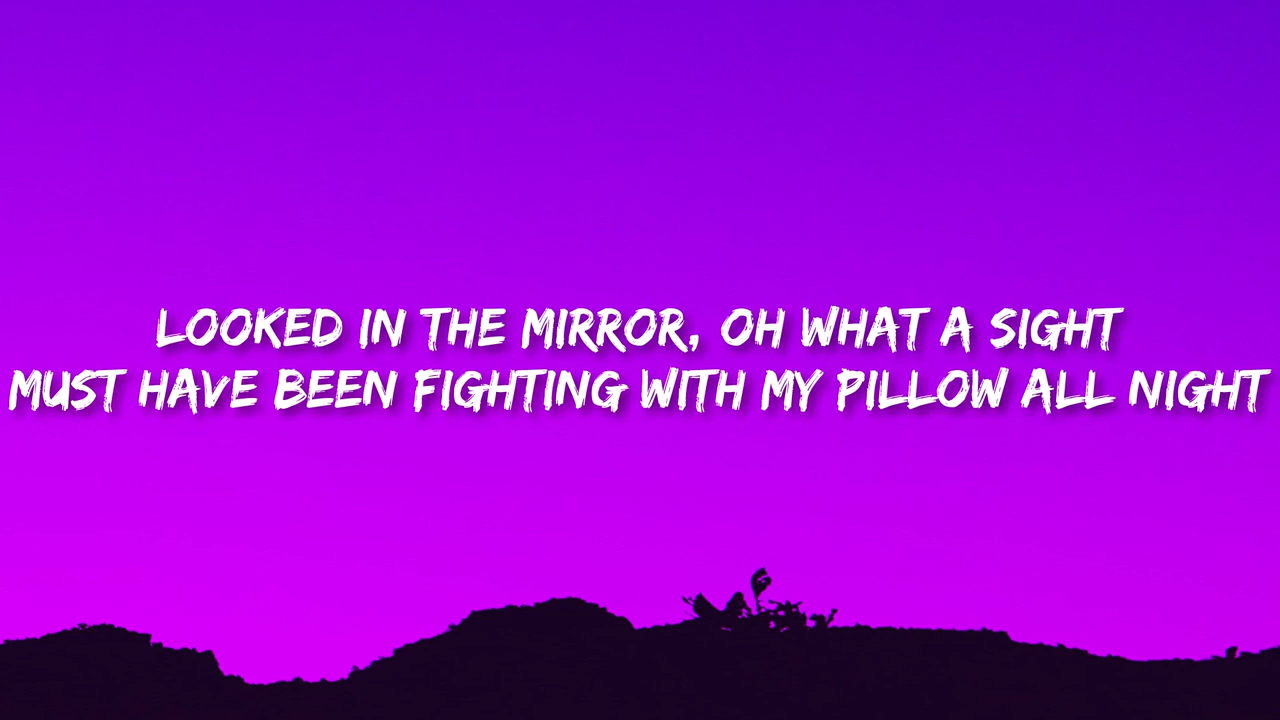 LOOKED IN THE MIRROR, OH WHAT A SIGHT
MUST HAVE BEEN FIGHTING WITH MY PILLOW ALL NIGHT